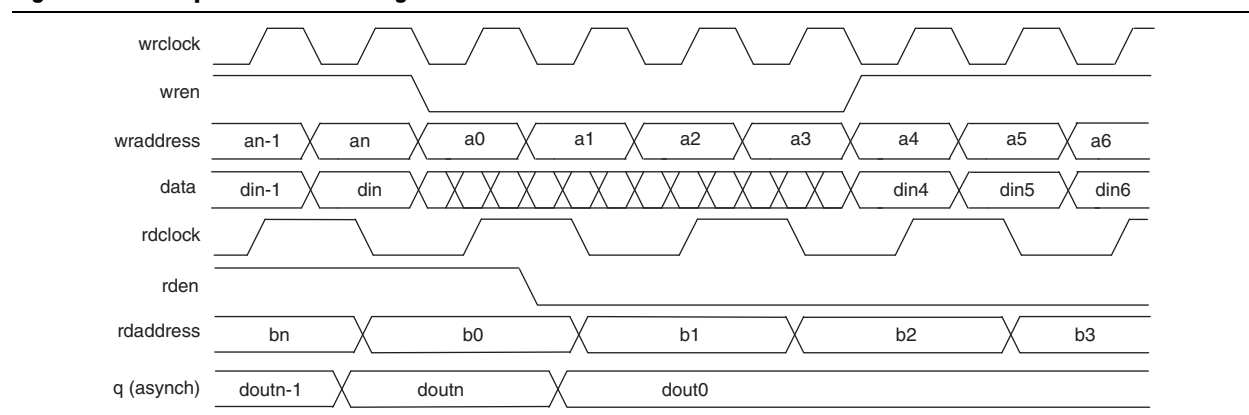 wrclock
wren
wraddress an-1 an a0 a1 a2 a3 a4 a5 a6
data din-1 din din4 din5 din6
rdclock
rden
rdaddress bn b0 b1 b2 b3
q (asynch) doutn-1 doutn dout0